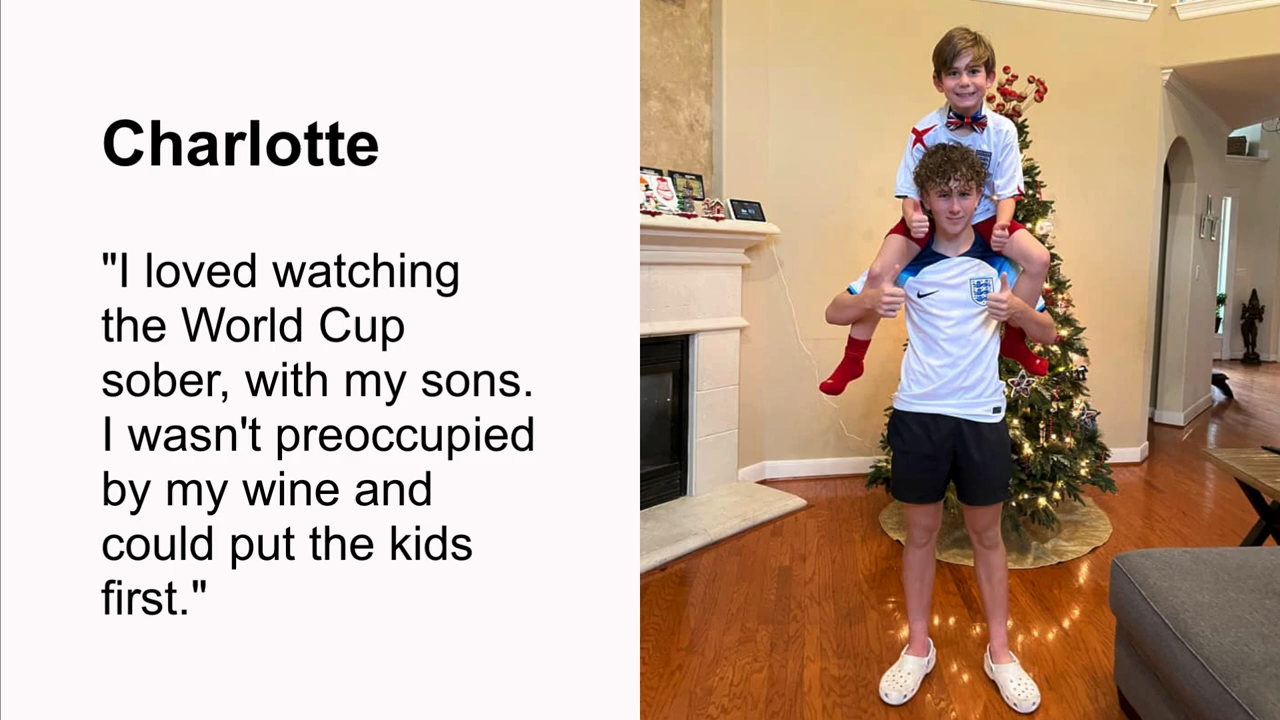 Charlotte
"I loved watching
the World Cup
sober, with my sons.
I wasn't preoccupied
by my wine and
could put the kids
first."